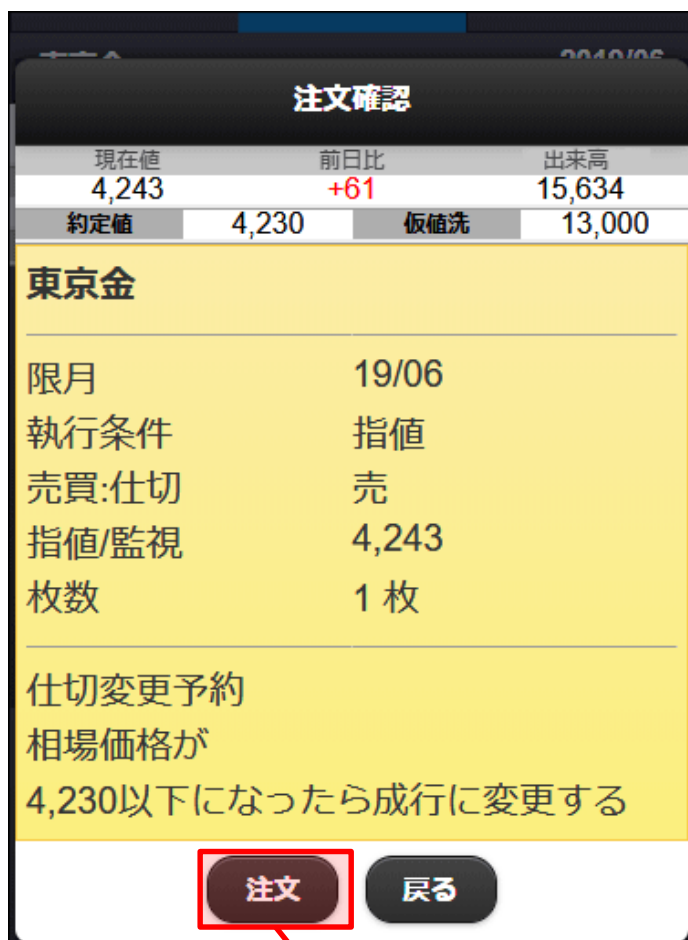 2019/06
注文確認
現在値 前日比 出来高
4,243 +61 15,634
約定値 4,230 仮値洗 13,000
東京金
限月 19/06
執行条件 指値
売買:仕切 売
指値/監視 4,243
枚数 1 枚
仕切変更予約
相場価格が
4,230以下になったら成行に変更する
注文 戻る